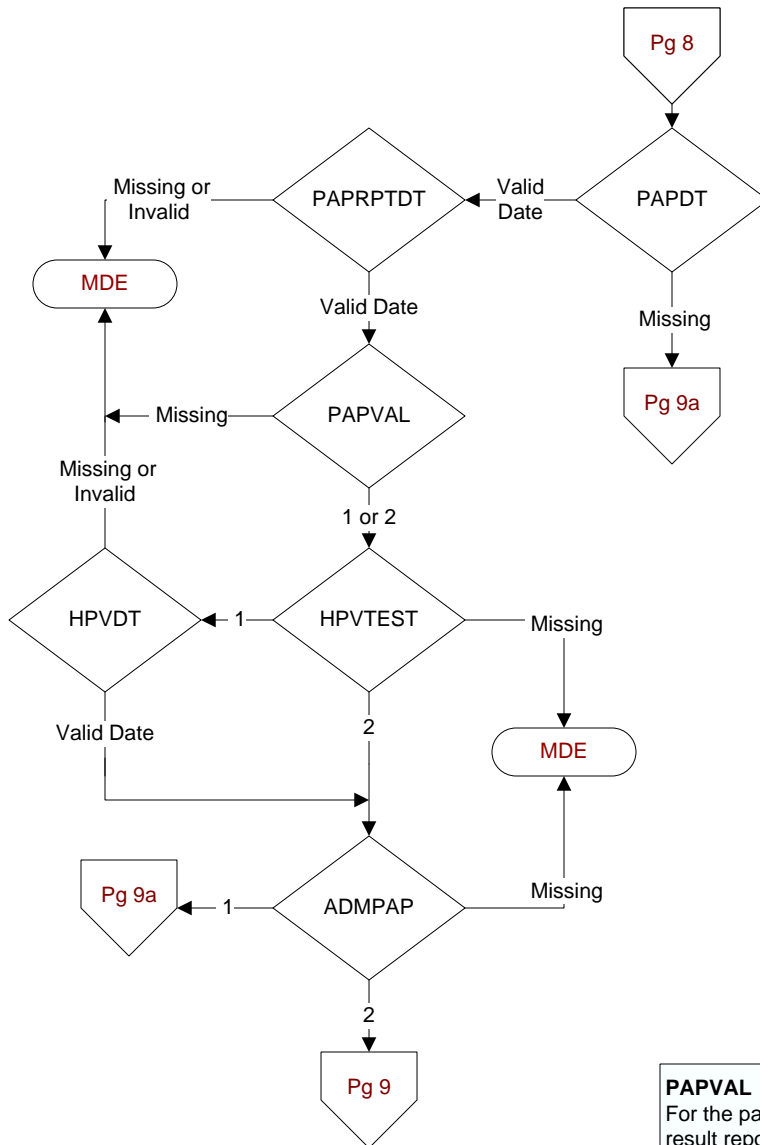 Pg 8
Missing or
Invalid
PAPRPTDT
Valid
Date
PAPDT
MDE
Valid Date
Missing
Missing
PAPVAL
Pg 9a
Missing or
Invalid
1 or 2
HPVDT
1
HPVTEST
Missing
Valid Date
2
MDE
Pg 9a
1
ADMPAP
Missing
2
Pg 9
PAPVAL
For the pa
result repo